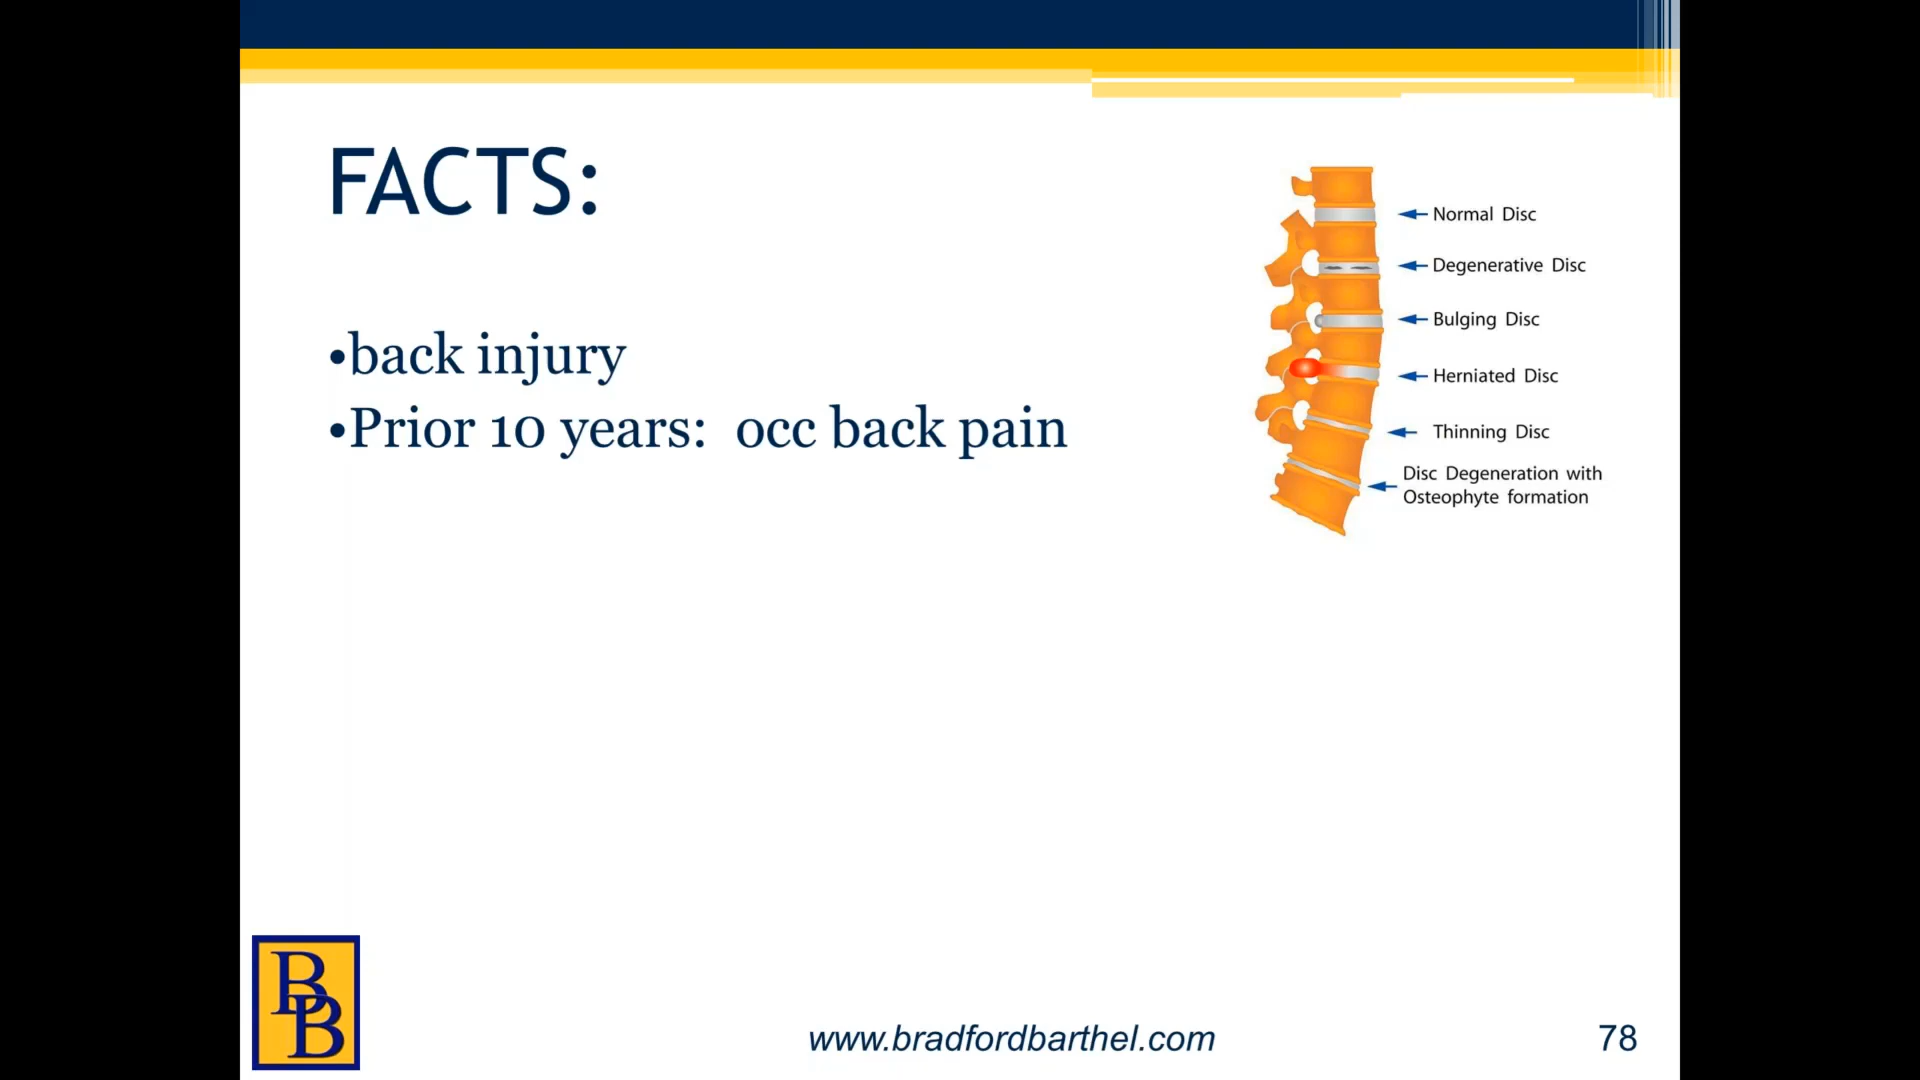 FACTS:
•back injury
•Prior 10 years:  occ back pain
Normal Disc
Degenerative Disc
Bulging Disc
Herniated Disc
Thinning Disc
Disc Degeneration with
Osteophyte formation
BB
www.bradfordbarthel.com
78